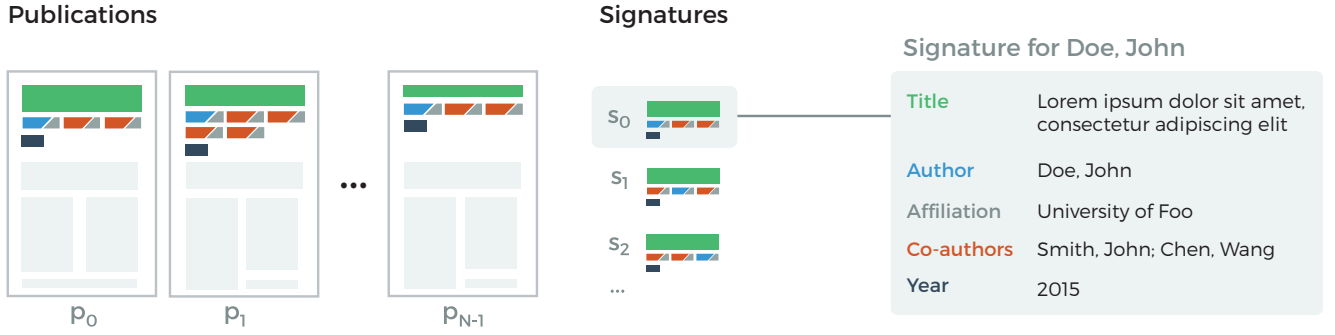 Publications
p0
p1
...
pN-1
Signatures
s0
s1
s2
...
Signature for Doe, John
Title Lorem ipsum dolor sit amet,
consectetur adipiscing elit
Author Doe, John
Affiliation University of Foo
Co-authors Smith, John; Chen, Wang
Year 2015